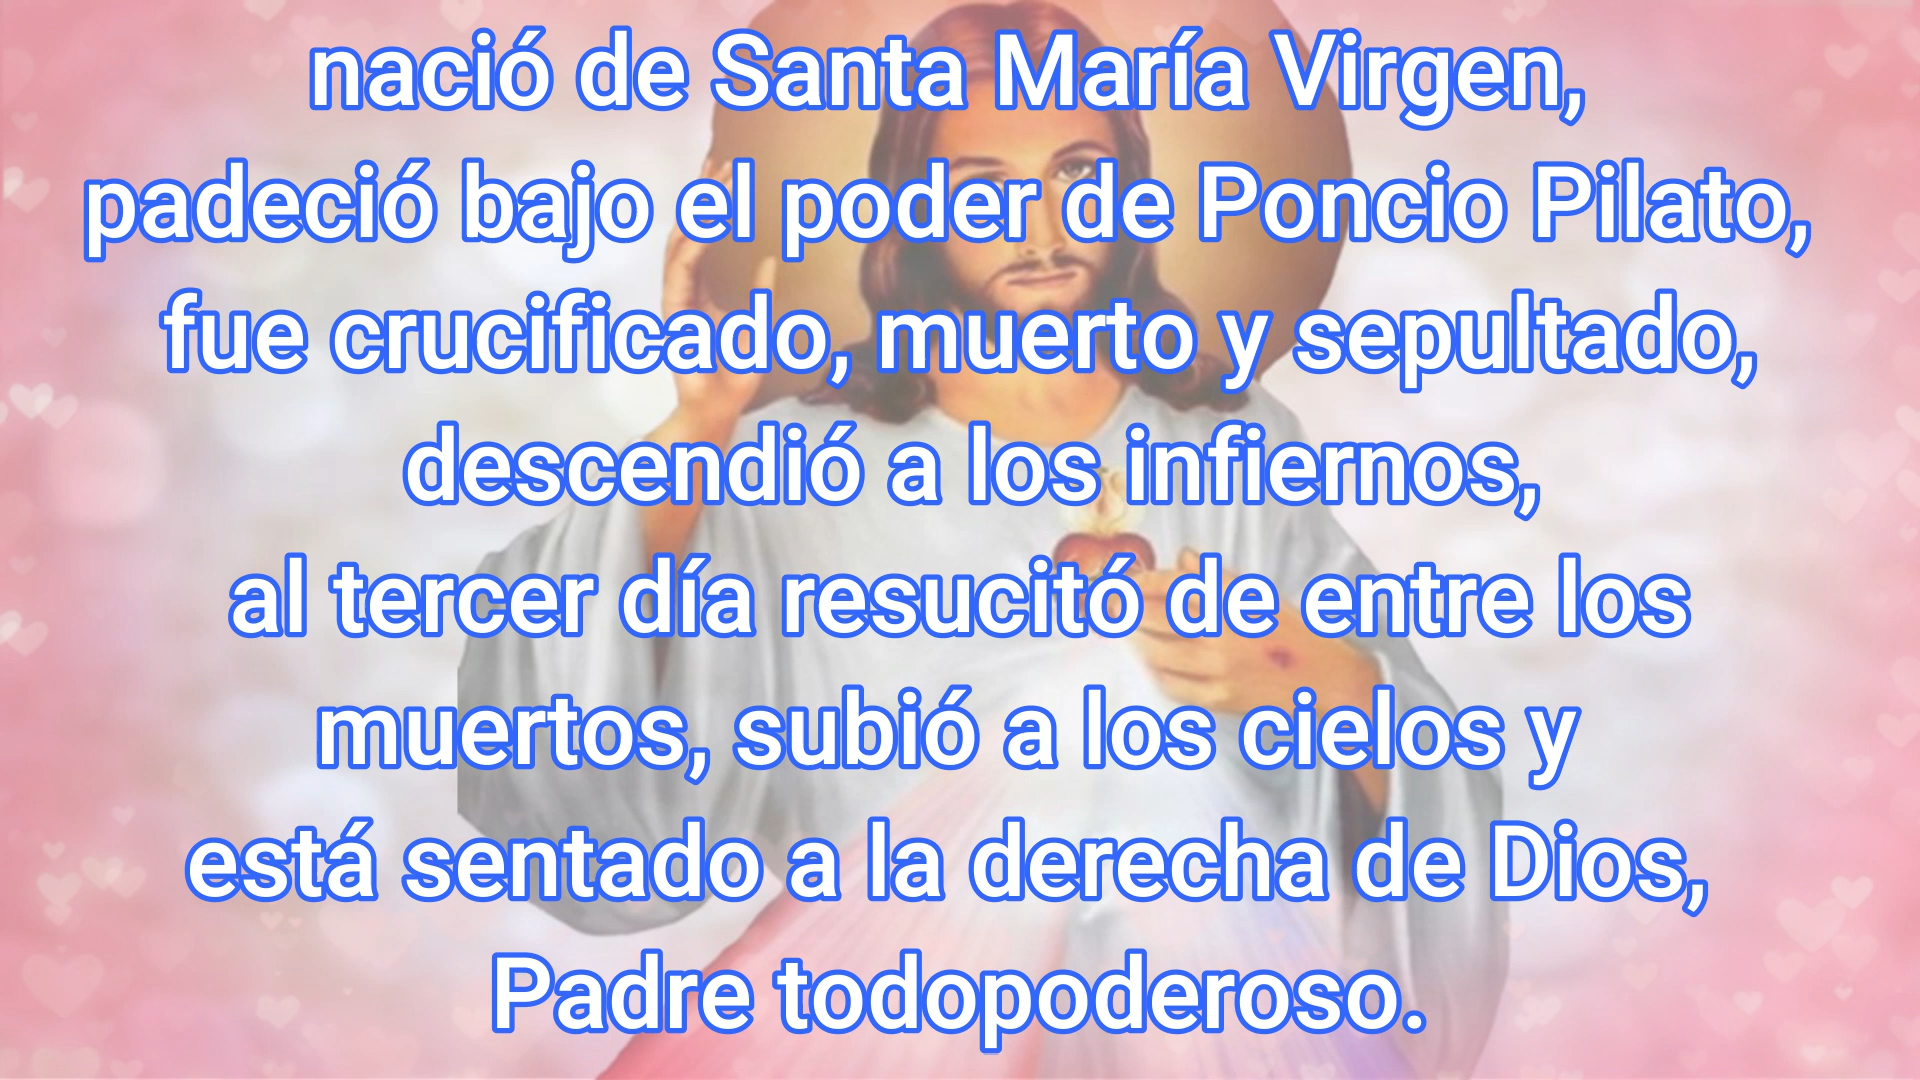 nació de Santa María Virgen,
padeció bajo el poder de Poncio Pilato,
fue crucificado, muerto y sepultado,
descendió a los infiernos,
al tercer día resucitó de entre los
muertos, subió a los cielos y
está sentado a la derecha de Dios,
Padre todopoderoso.